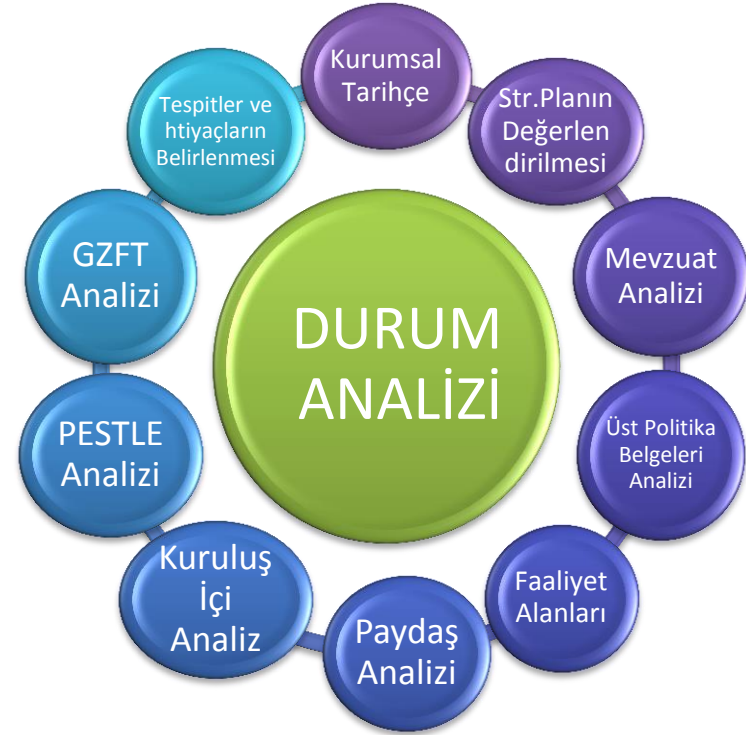 Kurumsal
Tarihçe
Str.Planın
Değerlen
dirilmesi
Mevzuat
Analizi
Üst Politika
Belgeleri
Analizi
Faaliyet
Alanları
Paydaş
Analizi
Kuruluş
İçi
Analiz
PESTLE
Analizi
GZFT
Analizi
Tespitler ve
htiyaçların
Belirlenmesi
DURUM
ANALİZİ